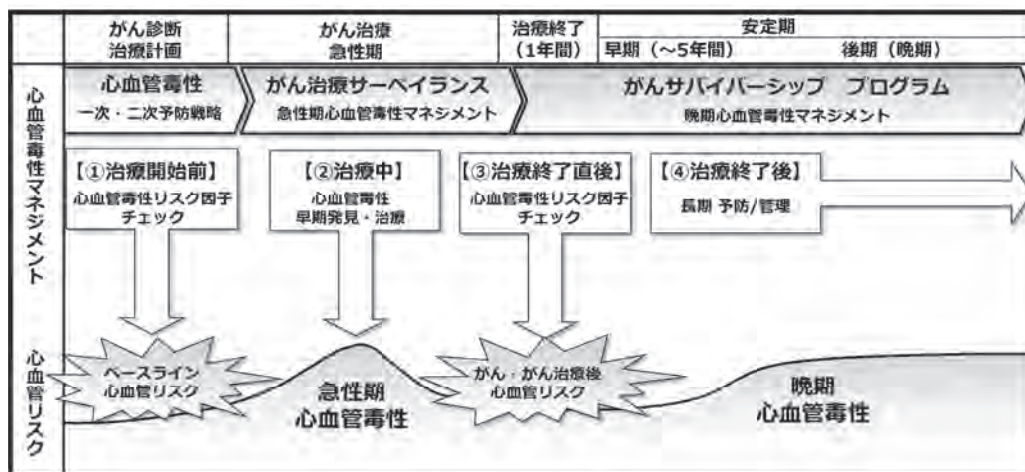 がん診断
治療計画
がん治療
急性期
治療終了
(1年間)
安定期
早期（～5年間）
後期（晩期）
心血管毒性マネジメント
心血管毒性
一次・二次予防戦略
がん治療サーベイランス
急性期心血管毒性マネジメント
がんサバイバーシップ プログラム
晩期心血管毒性マネジメント
【①治療開始前】
心血管毒性リスク因子
チェック
【②治療中】
心血管毒性
早期発見・治療
【③治療終了直後】
心血管毒性リスク因子
チェック
【④治療終了後】
長期 予防/管理
心血管リスク
ベースライン
心血管リスク
急性期
心血管毒性
がん・がん治療後
心血管リスク
晩期
心血管毒性